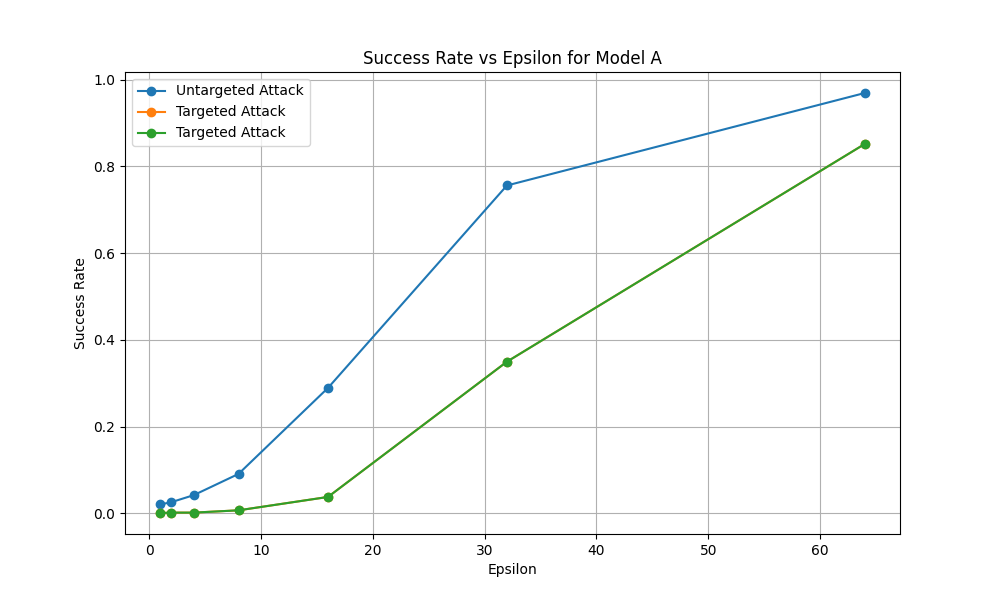 Success Rate vs Epsilon for Model A
Untargeted Attack
Targeted Attack
Targeted Attack
Success Rate
1.0
0.8
0.6
0.4
0.2
0.0
0 10 20 30 40 50 60
Epsilon